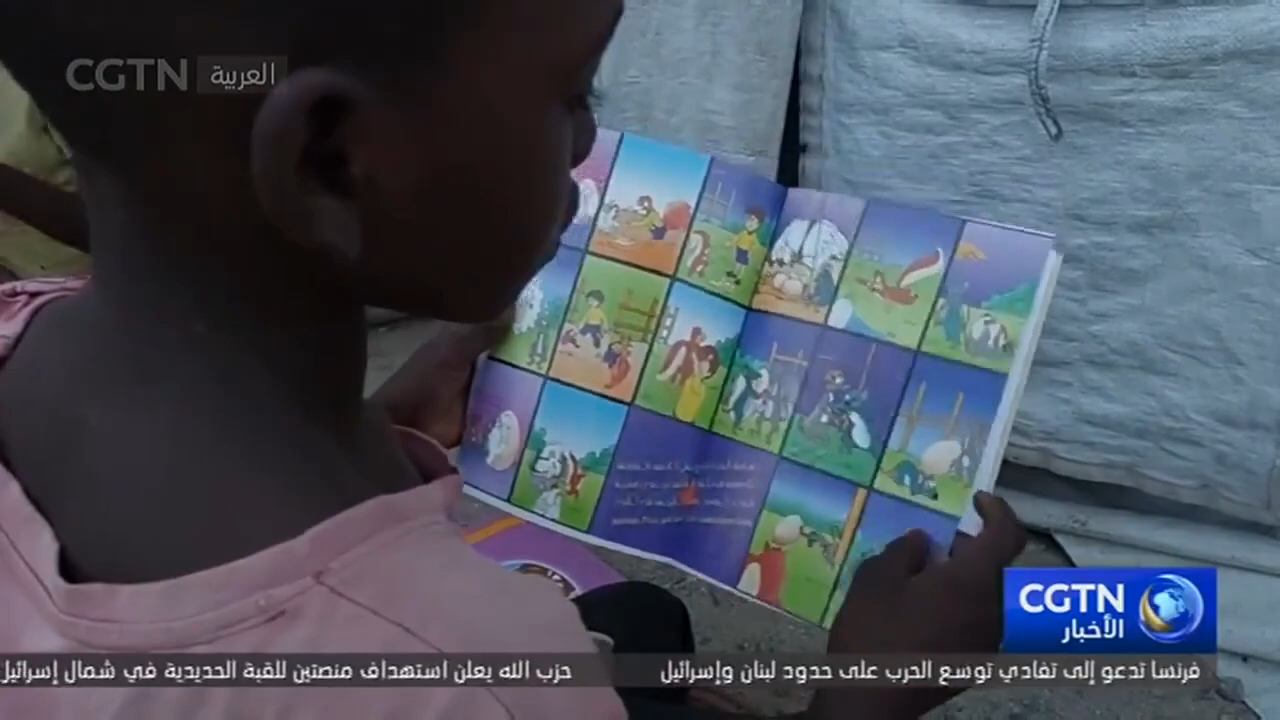 CGTN العربية
CGTN
الأخبار
فرنسا تدعو إلى تفادي توسع الحرب على حدود لبنان وإسرائيل
حزب الله يعلن استهداف منصتين للقبة الحديدية في شمال إسرائيل